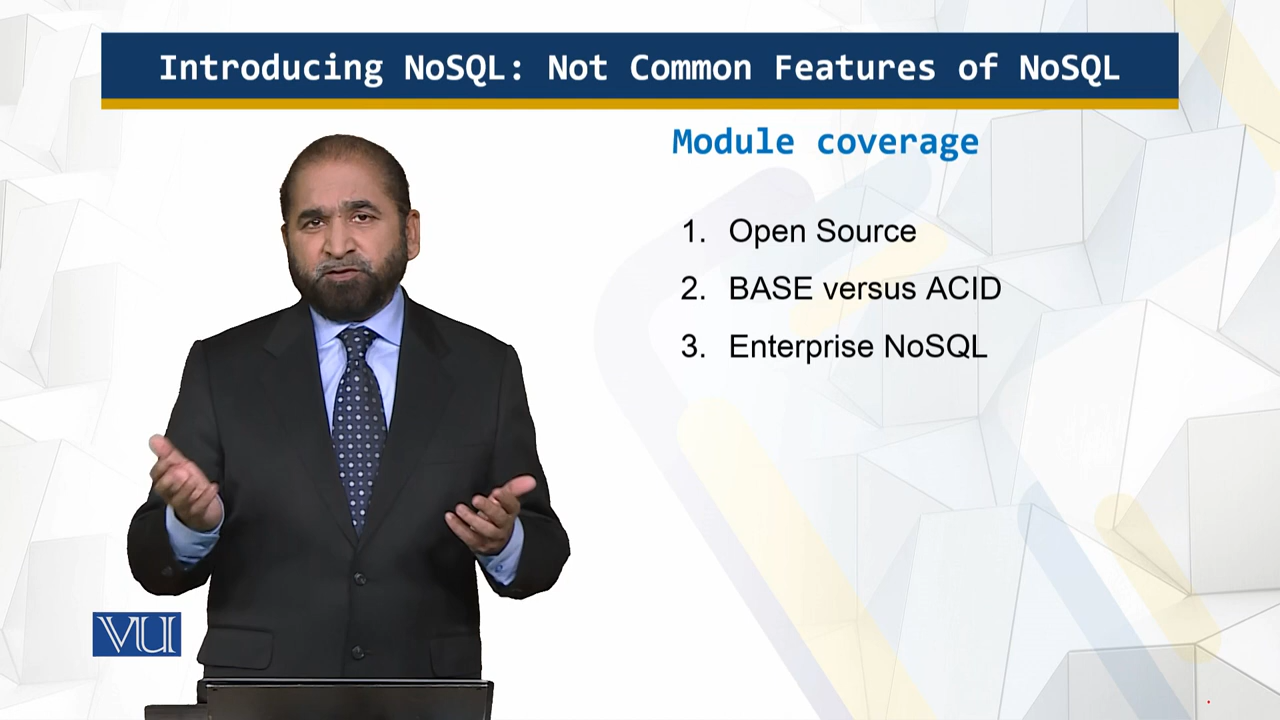 Introducing NoSQL: Not Common Features of NoSQL
Module coverage
1. Open Source
2. BASE versus ACID
3. Enterprise NoSQL
VU